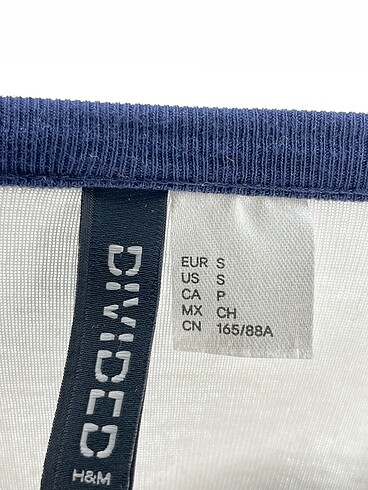 DIVIDED
H&M
EUR S
US S
CA P
MX CH
CN 165/88A